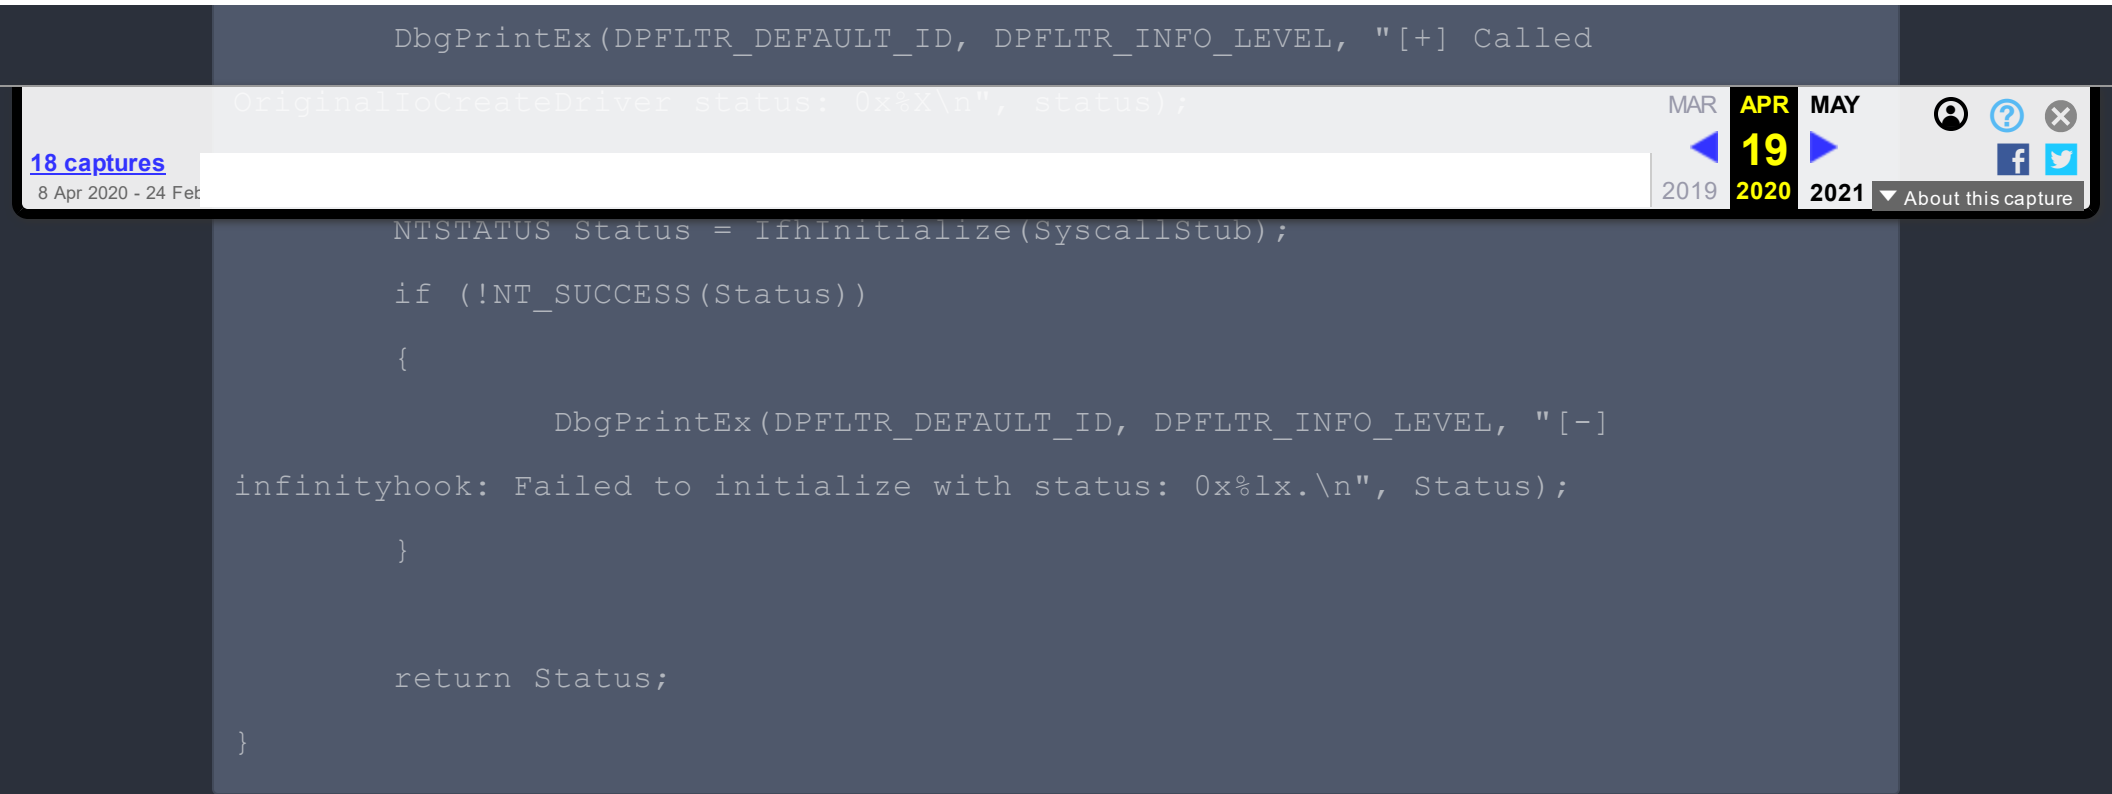 DbgPrintEx(DPFLTR_DEFAULT_ID, DPFLTR_INFO_LEVEL, "[+] Called
OriginalIoCreateDriver status: 0x%X\n", status);
MAR APR MAY
18 captures
19
8 Apr 2020 - 24 Feb
2019 2020 2021
About this capture
NTSTATUS Status = IfhInitialize(SyscallStub);
if (!NT_SUCCESS(Status))
{
DbgPrintEx(DPFLTR_DEFAULT_ID, DPFLTR_INFO_LEVEL, "[-]
infinityhook: Failed to initialize with status: 0x%lx.\n", Status);
}
return Status;
}